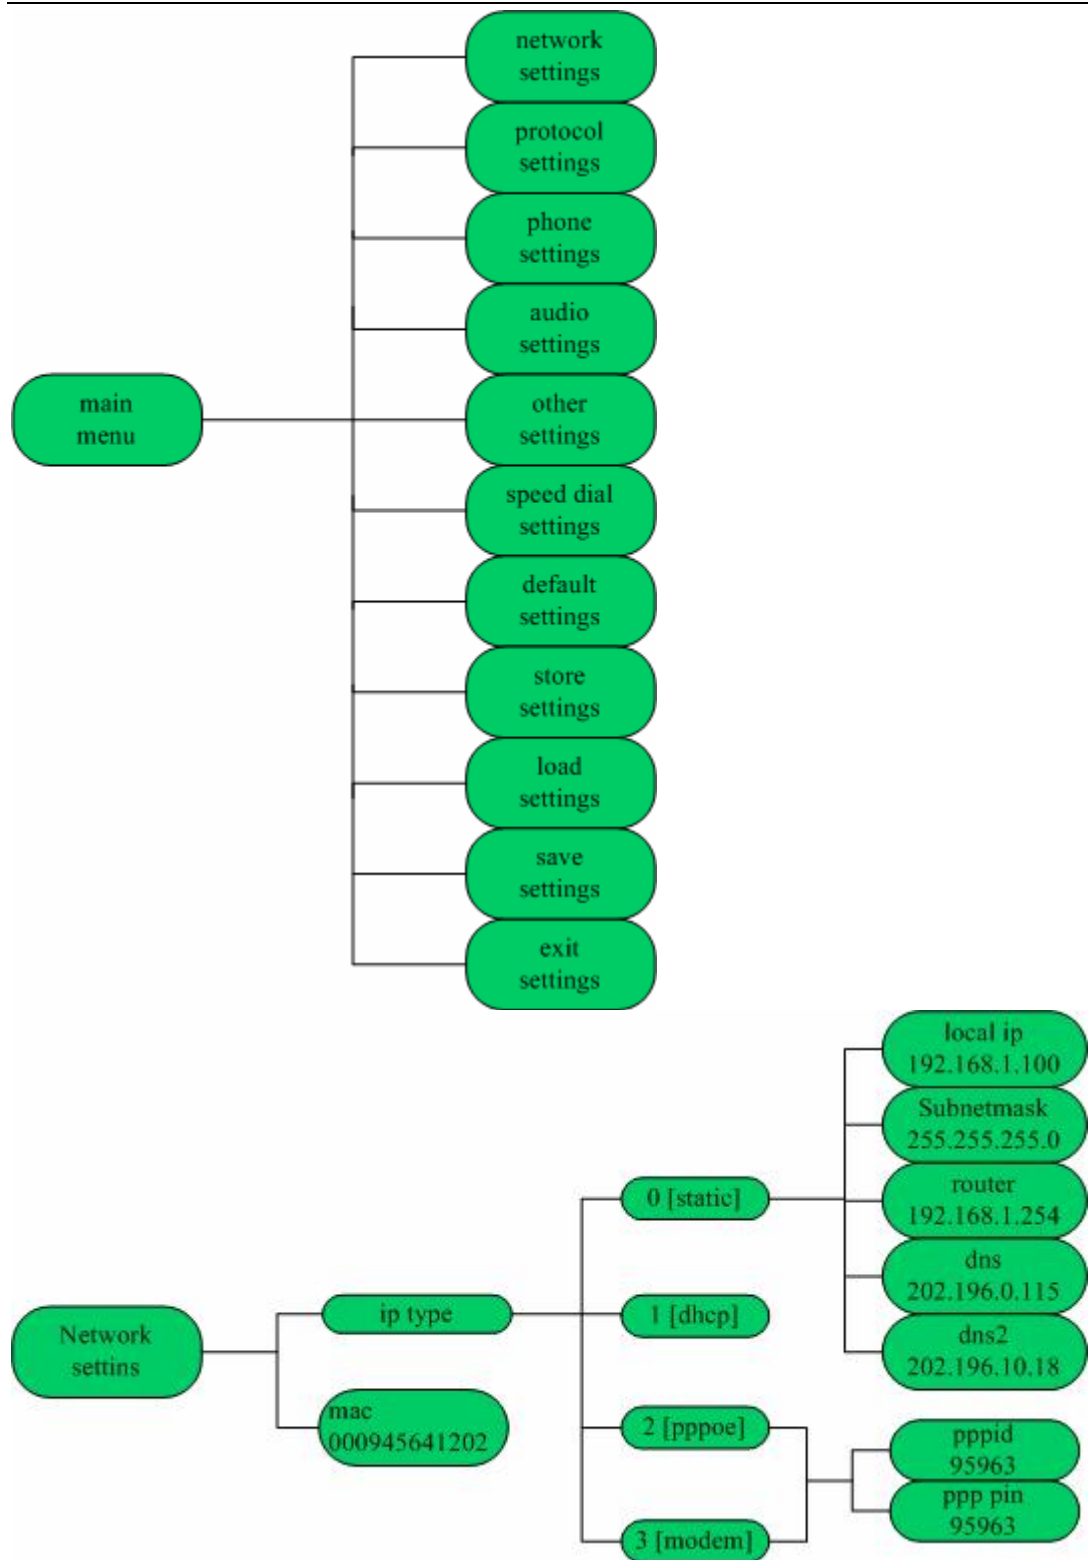 network
settings
protocol
settings
phone
settings
audio
settings
main
menu
other
settings
speed dial
settings
default
settings
store
settings
load
settings
save
settings
exit
settings
local ip
192.168.1.100
Subnetmask
255.255.255.0
0 [static]
router
192.168.1.254
dns
202.196.0.115
Network
settins
ip type
1 [dhcp]
dns2
202.196.10.18
mac
000945641202
2 [pppoe]
pppid
95963
ppp pin
95963
3 [modem]